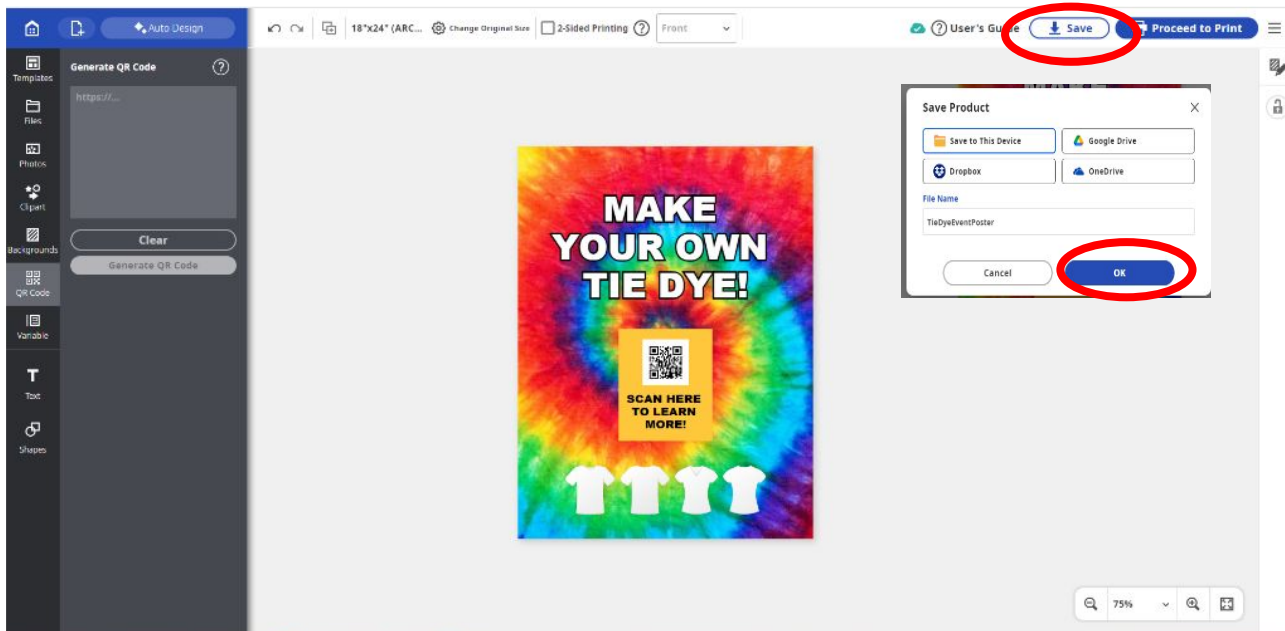 Auto Design
18"x24" (ARC...
Change Original Size
2-Sided Printing
?
Front
? User's Guide
Save
Proceed to Print
Templates
Files
Photos
Clipart
Backgrounds
QR Code
Variable
Text
Shapes
Generate QR Code
?
https://...
Clear
Generate QR Code
MAKE
YOUR OWN
TIE DYE!
SCAN HERE
TO LEARN
MORE!
Save Product
Save to This Device
Google Drive
Dropbox
OneDrive
File Name
TieDyeEventPoster
Cancel
OK
75%